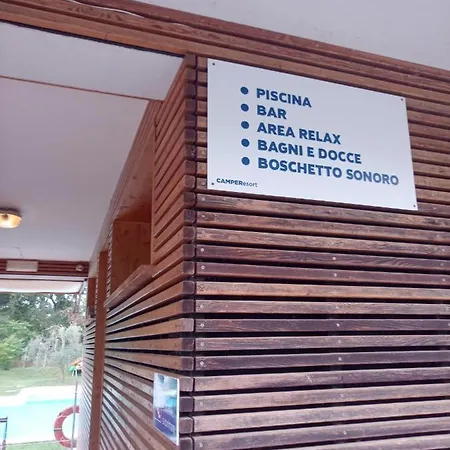 • PISCINA
• BAR
• AREA RELAX
• BAGNI E DOCCE
• BOSCHETTO SONORO
CAMPEResort